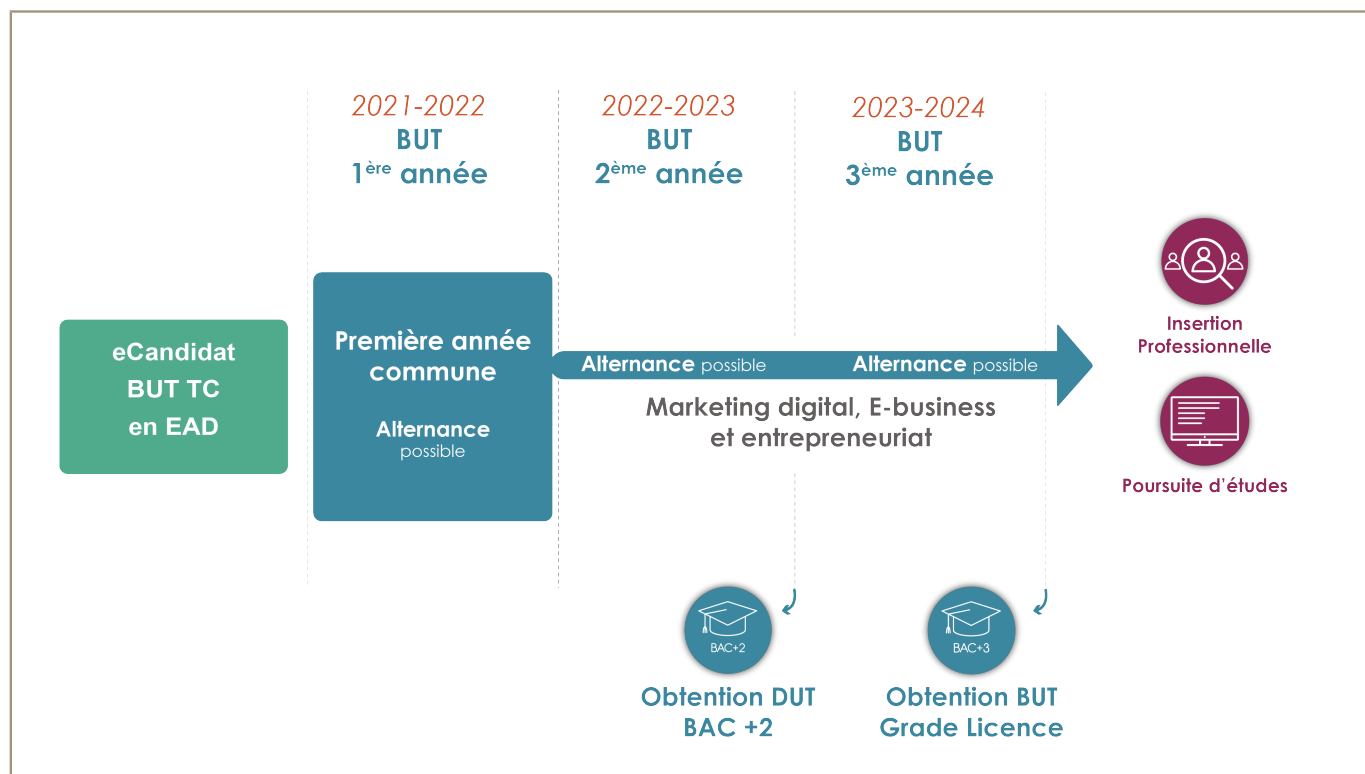 2021-2022
BUT
1ère année
2022-2023
BUT
2ème année
2023-2024
BUT
3ème année
eCandidat
BUT TC
en EAD
Première année
commune
Alternance
possible
Alternance possible
Alternance possible
Marketing digital, E-business
et entrepreneuriat
Insertion
Professionnelle
Poursuite d'études
BAC+2
Obtention DUT
BAC +2
BAC+3
Obtention BUT
Grade Licence